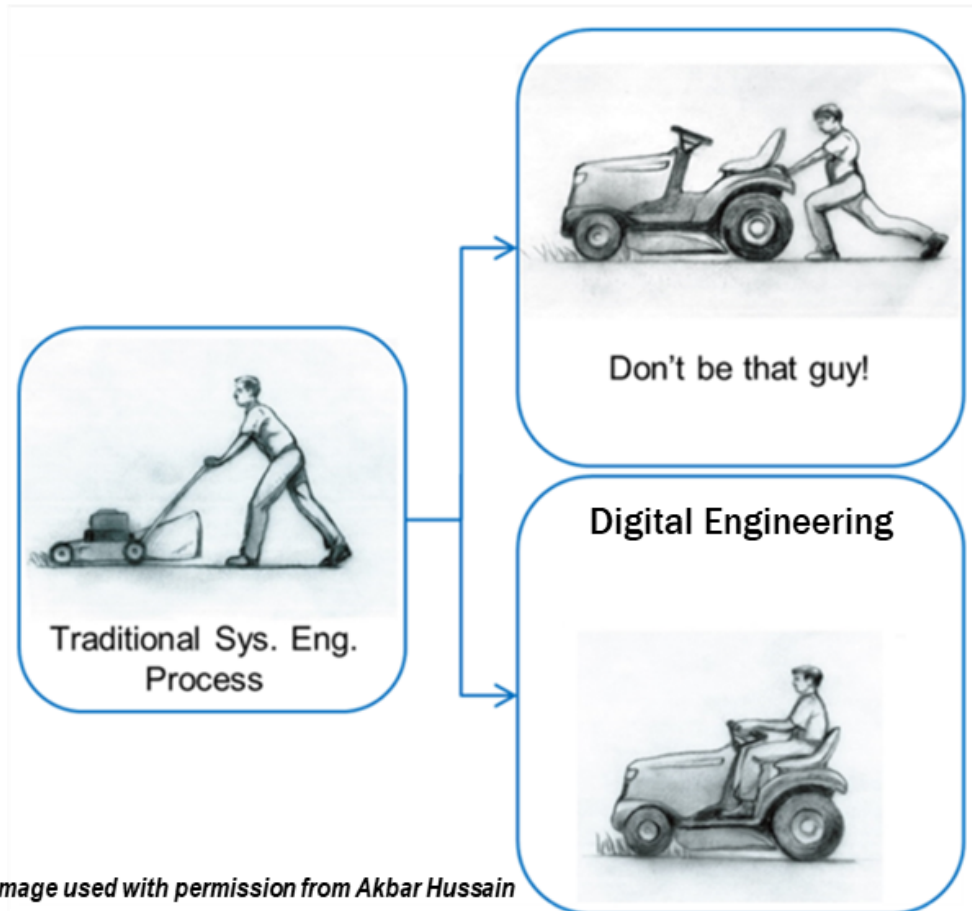 Don't be that guy!
Digital Engineering
Traditional Sys. Eng.
Process
mage used with permission from Akbar Hussain